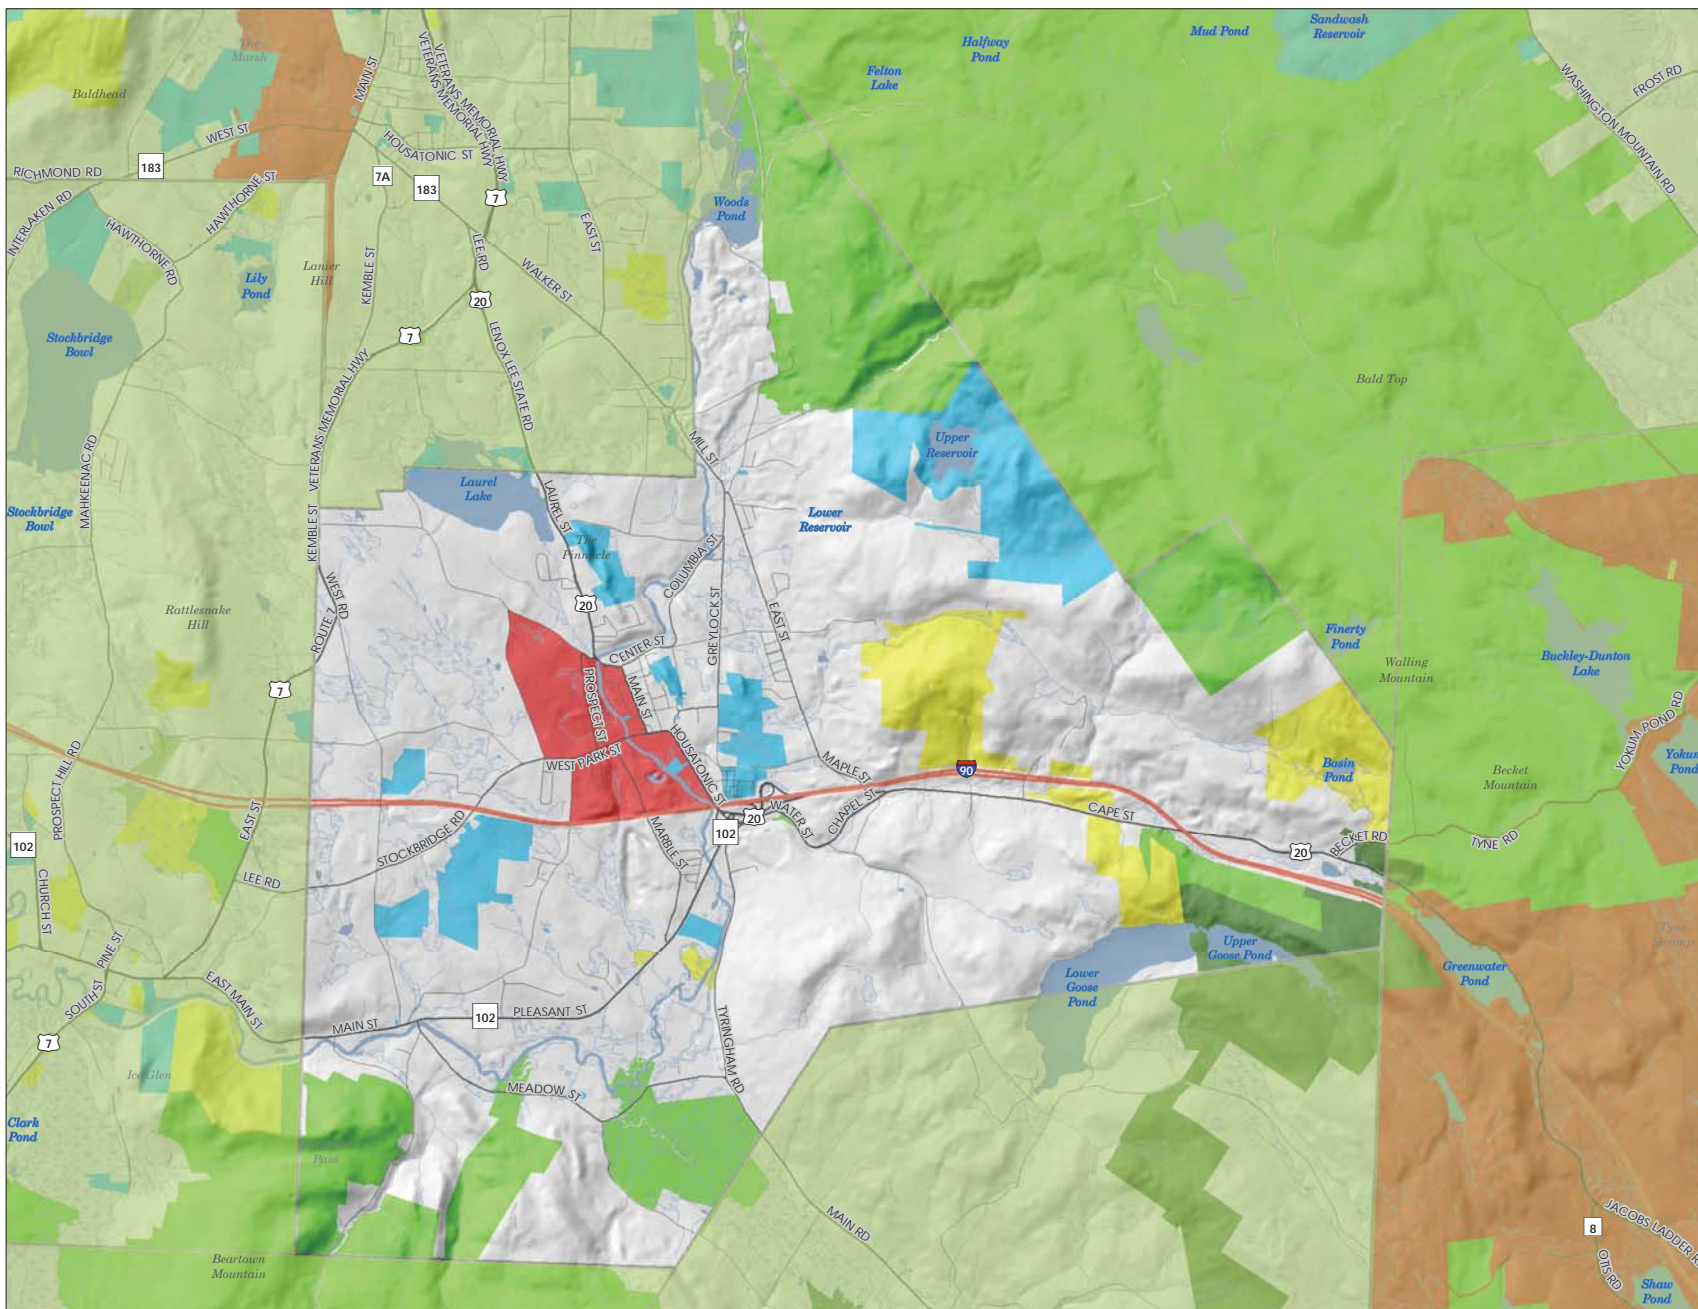 Sandwash
Reservoir
Mud Pond
Halfway
Pond
Felton
Lake
The
Marsh
Baldhead
MAIN ST
VETERANS MEMORIAL HWY
VETERANS MEMORIAL HWY
WASHINGTON MOUNTAIN RD
FROST RD
WEST ST
HOUSATONIC ST
183
RICHMOND RD
7A
183
7
INTERLAKEN RD
HAWTHORNE ST
HAWTHORNE RD
Woods
Pond
EAST ST
LEE RD
KEMBLE ST
WALKER ST
Lanier
Hill
Lily
Pond
20
7
Stockbridge
Bowl
LENOX LEE STATE RD
VETERANS MEMORIAL HWY
Bald Top
MAHKEENAC RD
MILL ST
Upper
Reservoir
Laurel
Lake
LAUREL ST
Stockbridge
Bowl
KEMBLE ST
Lower
Reservoir
The
Pinnacle
COLUMBIA ST
WEST RD
20
GREYLOCK ST
EAST ST
Rattlesnake
Hill
ROUTE 7
CENTER ST
Finerty
Pond
Buckley-Dunton
Lake
Walling
Mountain
7
PROSPECT ST
MAIN ST
YOKUM POND RD
HOUSATONIC ST
WEST PARK ST
MAPLE ST
90
Basin
Pond
Becket
Mountain
Yokum
Pond
PROSPECT HILL RD
EAST ST
WATER ST
CHAPEL ST
CAPE ST
20
102
STOCKBRIDGE RD
MARBLE ST
102
20
BECKET RD
TYNE RD
LEE RD
CHURCH ST
Tyne
Swamp
PINE ST
SOUTH ST
EAST MAIN ST
Upper
Goose Pond
Lower
Goose
Pond
Greenwater
Pond
MAIN ST
102
PLEASANT ST
7
TYRINGHAM RD
Ice Glen
MEADOW ST
Clark
Pond
Pass
MAIN RD
JACOBS LADDER R
8
OTIS RD
Beartown
Mountain
Shaw
Pond